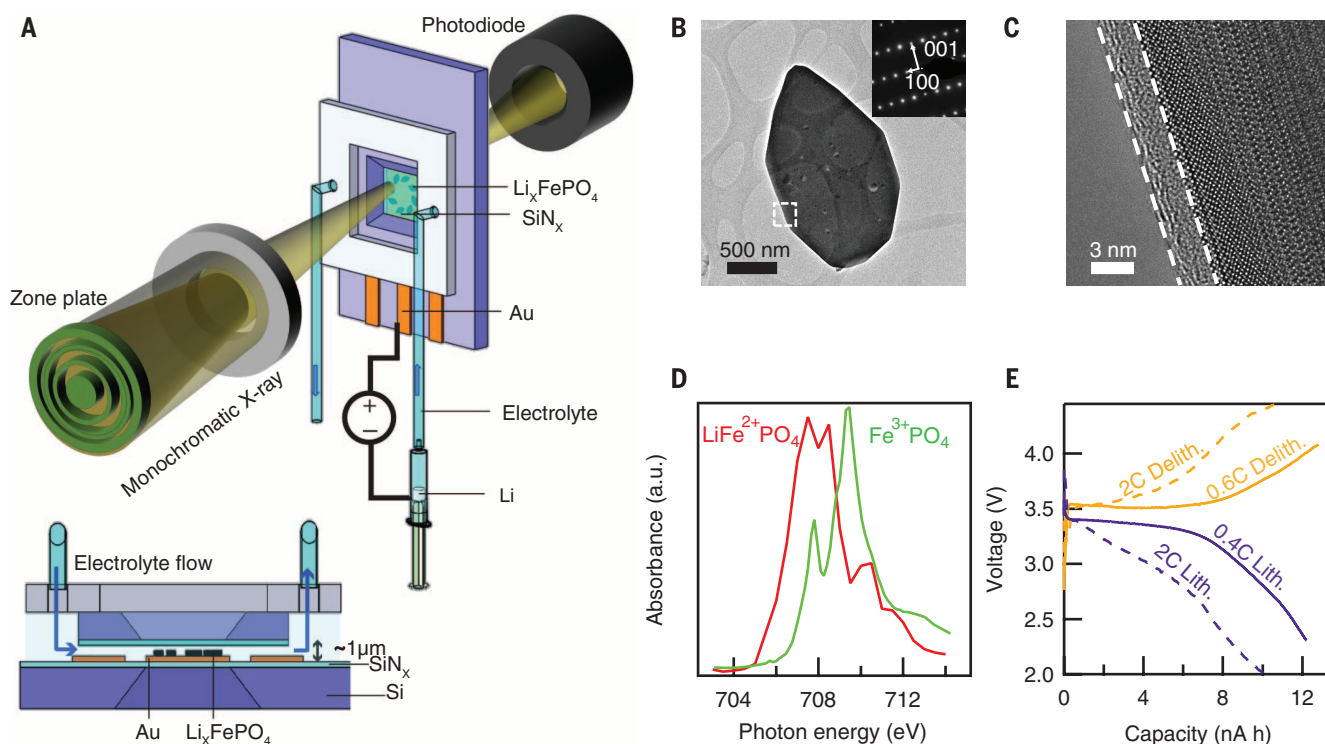 A
Photodiode
LiₓFePO₄
SiNₓ
Zone plate
Au
Monochromatic X-ray
Electrolyte
Li
Electrolyte flow
~1μm
SiNₓ
Si
Au
LiₓFePO₄
B
001
1̄00
500 nm
C
3 nm
D
LiFe²⁺PO₄
Fe³⁺PO₄
Absorbance (a.u.)
704
708
712
Photon energy (eV)
E
2C Delith.
0.6C Delith.
0.4C Lith.
2C Lith.
Voltage (V)
4.0
3.5
3.0
2.5
2.0
0
4
8
12
Capacity (nA h)
+
−